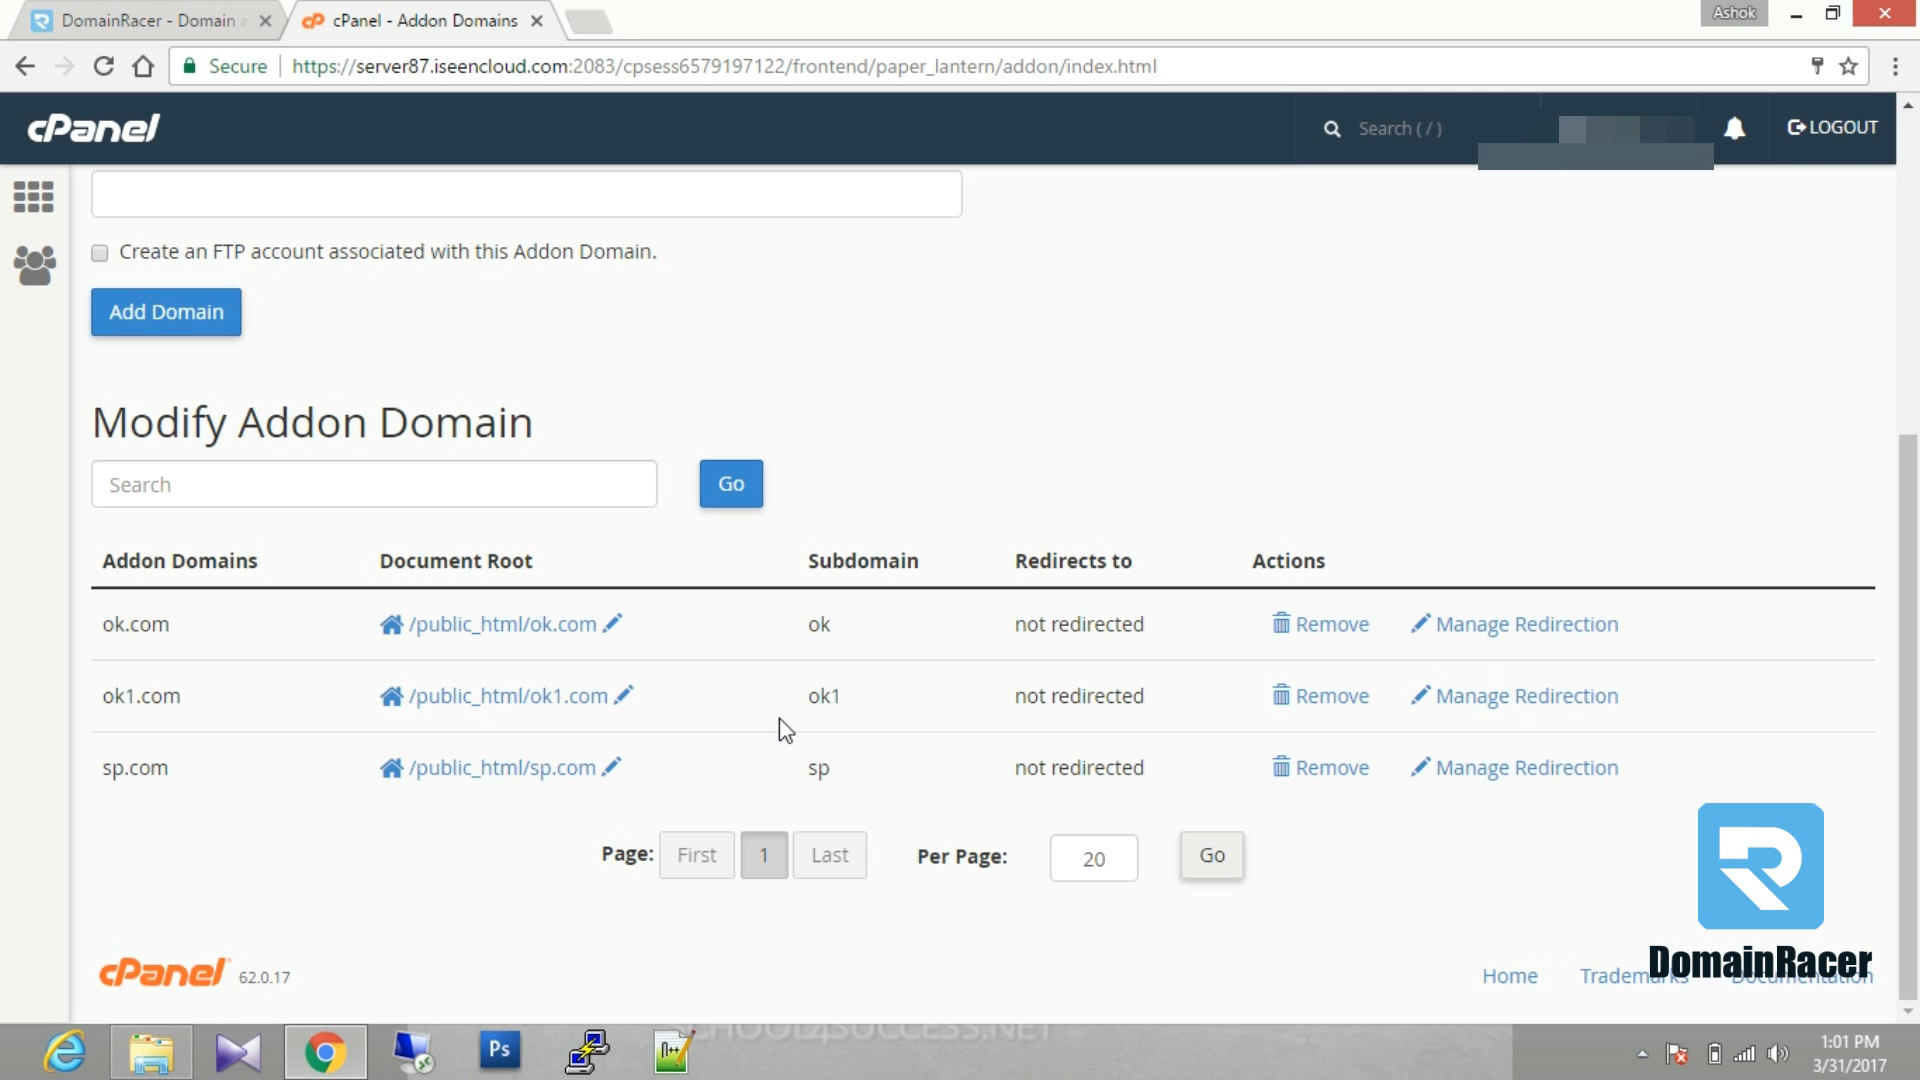 DomainRacer - Domain a
cPanel - Addon Domains
Ashok
Secure
https://server87.iseencloud.com:2083/cpsess6579197122/frontend/paper_lantern/addon/index.html
cPanel
Search ( / )
LOGOUT
Create an FTP account associated with this Addon Domain.
Add Domain
Modify Addon Domain
Search
Go
Addon Domains Document Root Subdomain Redirects to Actions
ok.com /public_html/ok.com ok not redirected Remove Manage Redirection
ok1.com /public_html/ok1.com ok1 not redirected Remove Manage Redirection
sp.com /public_html/sp.com sp not redirected Remove Manage Redirection
Page: First 1 Last Per Page: 20 Go
DomainRacer
cPanel 62.0.17
Home Trademarks Documentation
HOOL4SUCCESS.NET
Ps
n++
1:01 PM
3/31/2017